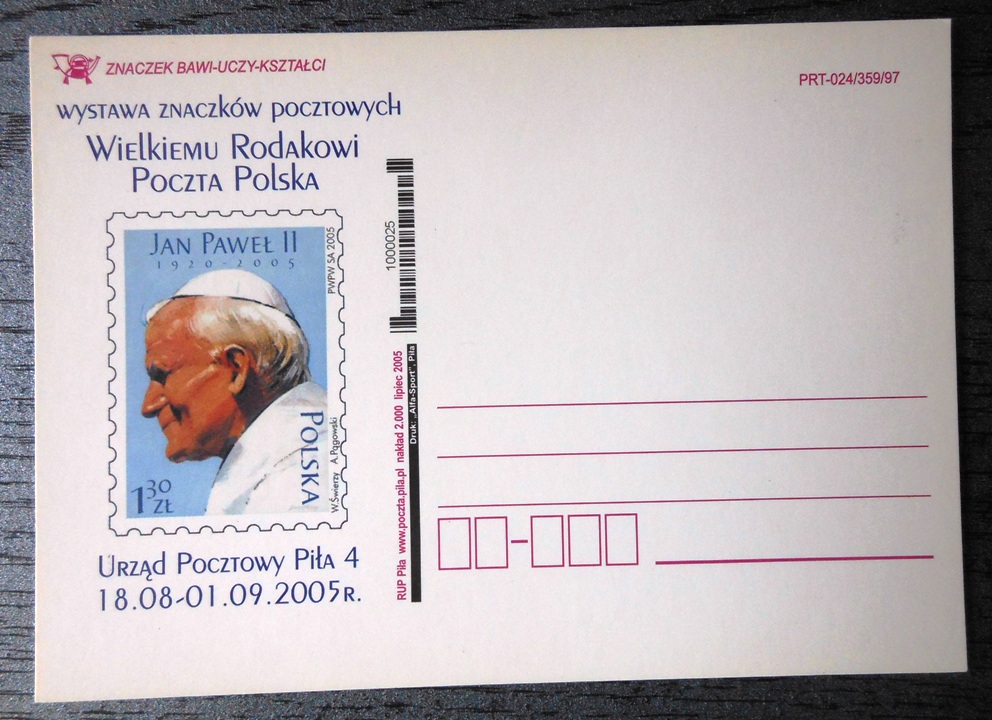 ZNACZEK BAWI-UCZY-KSZTAŁCI
PRT-024/359/97
WYSTAWA ZNACZKÓW POCZTOWYCH
WIELKIEMU RODAKOWI
POCZTA POLSKA
JAN PAWEŁ II
1920-2005
PWPW SA 2005
POLSKA
W.Świerzy A.Pągowski
1 30 ZŁ
URZĄD POCZTOWY PIŁA 4
18.08-01.09.2005R.
1000025
RUP Piła www.poczta.pila.pl nakład 2.000 lipiec 2005
Druk: „Alfa-Sport", Piła